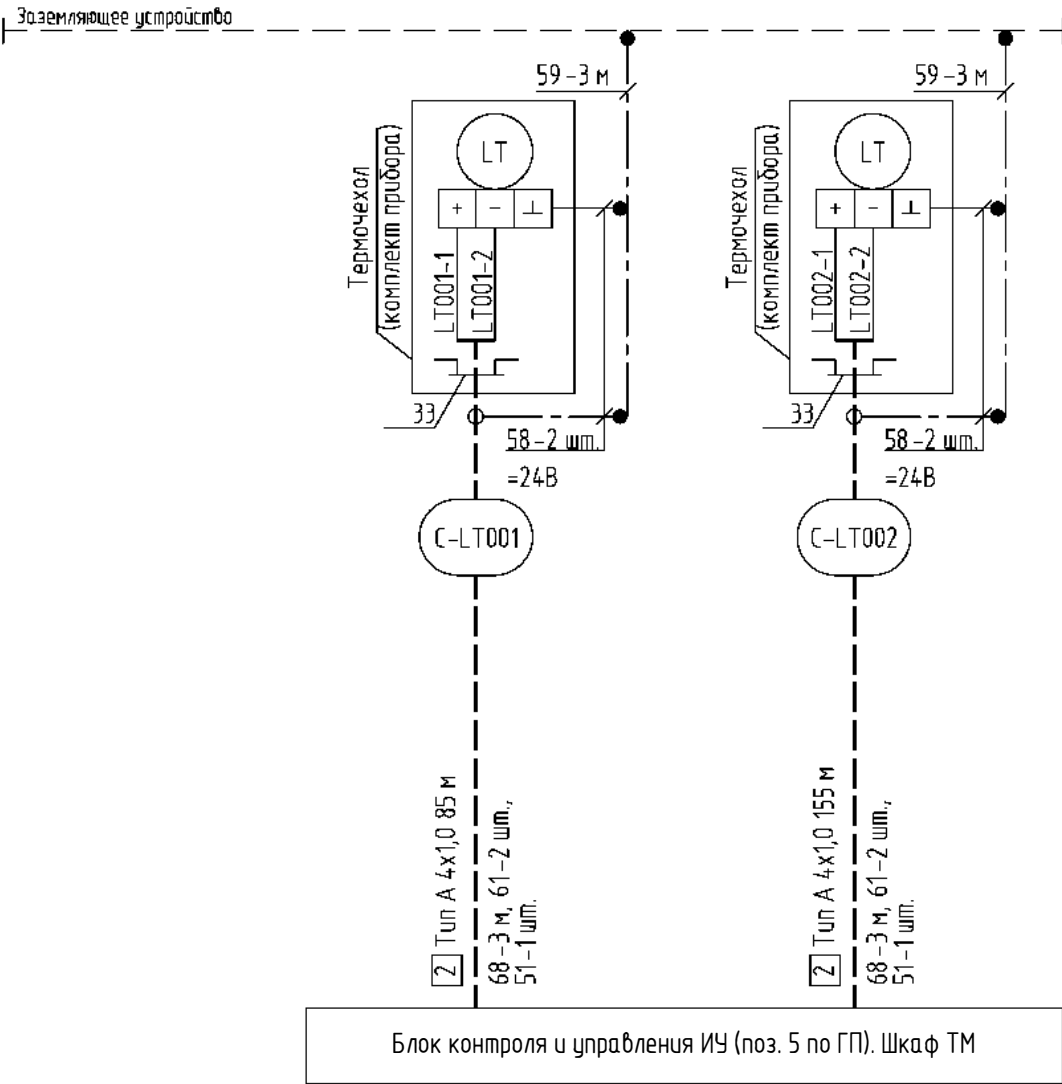 Заземляющее устройство
59-3 м
59-3 м
Термочехол
(комплект прибора)
LT
+ - ⊥
LT001-1
LT001-2
33
58-2 шт.
=24В
C-LT001
Термочехол
(комплект прибора)
LT
+ - ⊥
LT002-1
LT002-2
33
58-2 шт.
=24В
C-LT002
2 Тип А 4х1,0 85 м
68-3 м, 61-2 шт.,
51-1 шт.
2 Тип А 4х1,0 155 м
68-3 м, 61-2 шт.,
51-1 шт.
Блок контроля и управления ИУ (поз. 5 по ГП). Шкаф ТМ